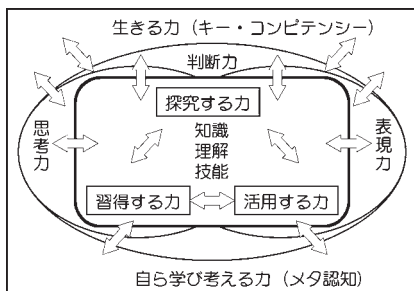 生きる力（キー・コンピテンシー）
判断力
探究する力
思考力
知識
理解
技能
表現力
習得する力
活用する力
自ら学び考える力（メタ認知）